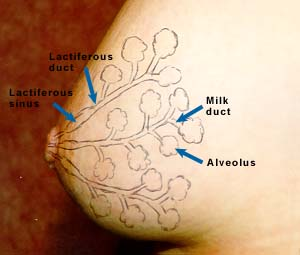 Lactiferous
duct
Lactiferous
sinus
Milk
duct
Alveolus